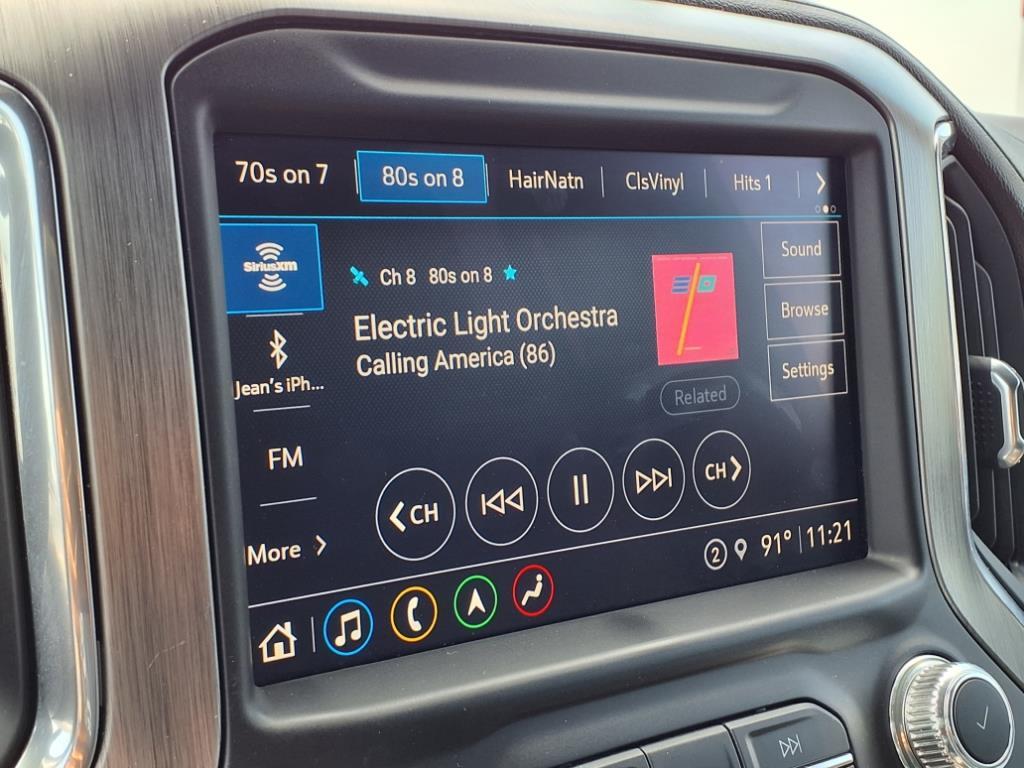 70s on 7
80s on 8
HairNatn
ClsVinyl
Hits 1
SiriusXM
Ch 8 80s on 8
Sound
Electric Light Orchestra
Calling America (86)
Browse
Jean's iPh...
Settings
Related
FM
CH
CH
More
2
91° 11:21